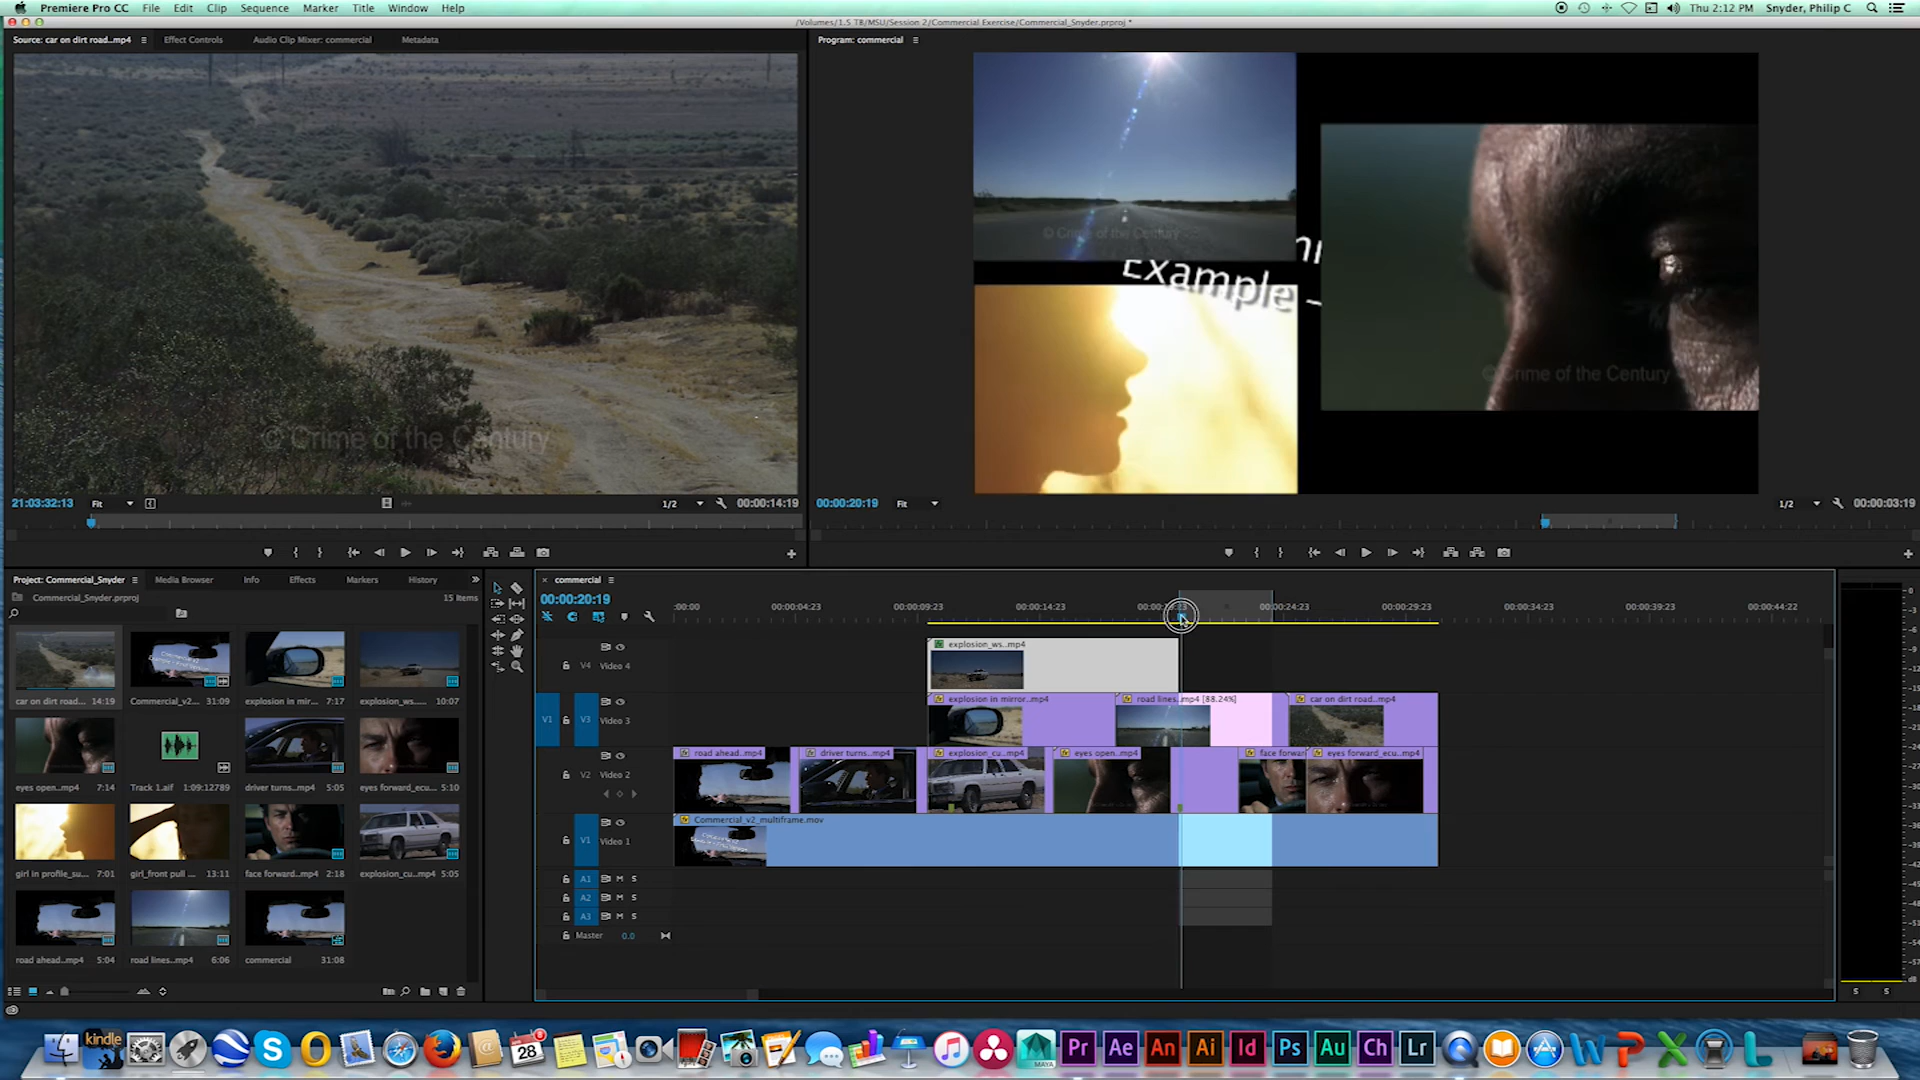 Premiere Pro CC File Edit Clip Sequence Marker Title Window Help
Thu 2:12 PM Snyder, Philip C
/Volumes/1.5 TB/MSU/Session 2/Commercial Exercise/Commercial_Snyder.prproj *
Source: car on dirt road...mp4 Effect Controls Audio Clip Mixer: commercial Metadata
Program: commercial
© Crime of the Century
Example –
© Crime of the Century
© Crime of the Century
21:03:32:13 Fit 1/2 00:00:14:19
00:00:20:19 Fit 1/2 00:00:03:19
Project: Commercial_Snyder Media Browser Info Effects Markers History
Commercial_Snyder.prproj 15 Items
car on dirt road... 14:19
Commercial_v2... 31:09
explosion in mir... 7:17
explosion_ws... 10:07
eyes open...mp4 7:14
Track 1.aif 1:09:12789
driver turns...mp4 5:05
eyes forward_ecu... 5:10
girl in profile_su... 7:01
girl_front pull ... 13:11
face forward... 2:18
explosion_cu...mp4 5:05
road ahead...mp4 5:04
road lines...mp4 6:06
commercial 31:08
commercial
00:00:20:19
:00:00 00:00:04:23 00:00:09:23 00:00:14:23 00:00:24:23 00:00:29:23 00:00:34:23 00:00:39:23 00:00:44:22
V4 Video 4
explosion_ws...mp4
V1 V3 Video 3
explosion in mirror...mp4 road lines...mp4 [88.24%] car on dirt road...mp4
V2 Video 2
road ahead...mp4 driver turns...mp4 explosion_cu...mp4 eyes open...mp4 face forwar eyes forward_ecu...mp4
V1 Video 1
Commercial_v2_multiframe.mov
A1 M S
A2 M S
A3 M S
Master 0.0
S S
kindle 28 8 MAYA Pr Ae An Ai Id Ps Au Ch Lr